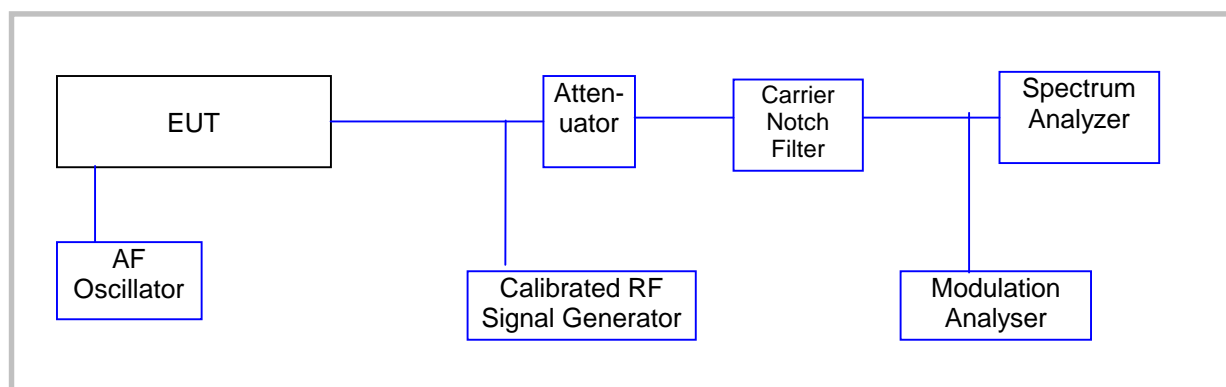 EUT
Atten-
uator
Carrier
Notch
Filter
Spectrum
Analyzer
AF
Oscillator
Calibrated RF
Signal Generator
Modulation
Analyser